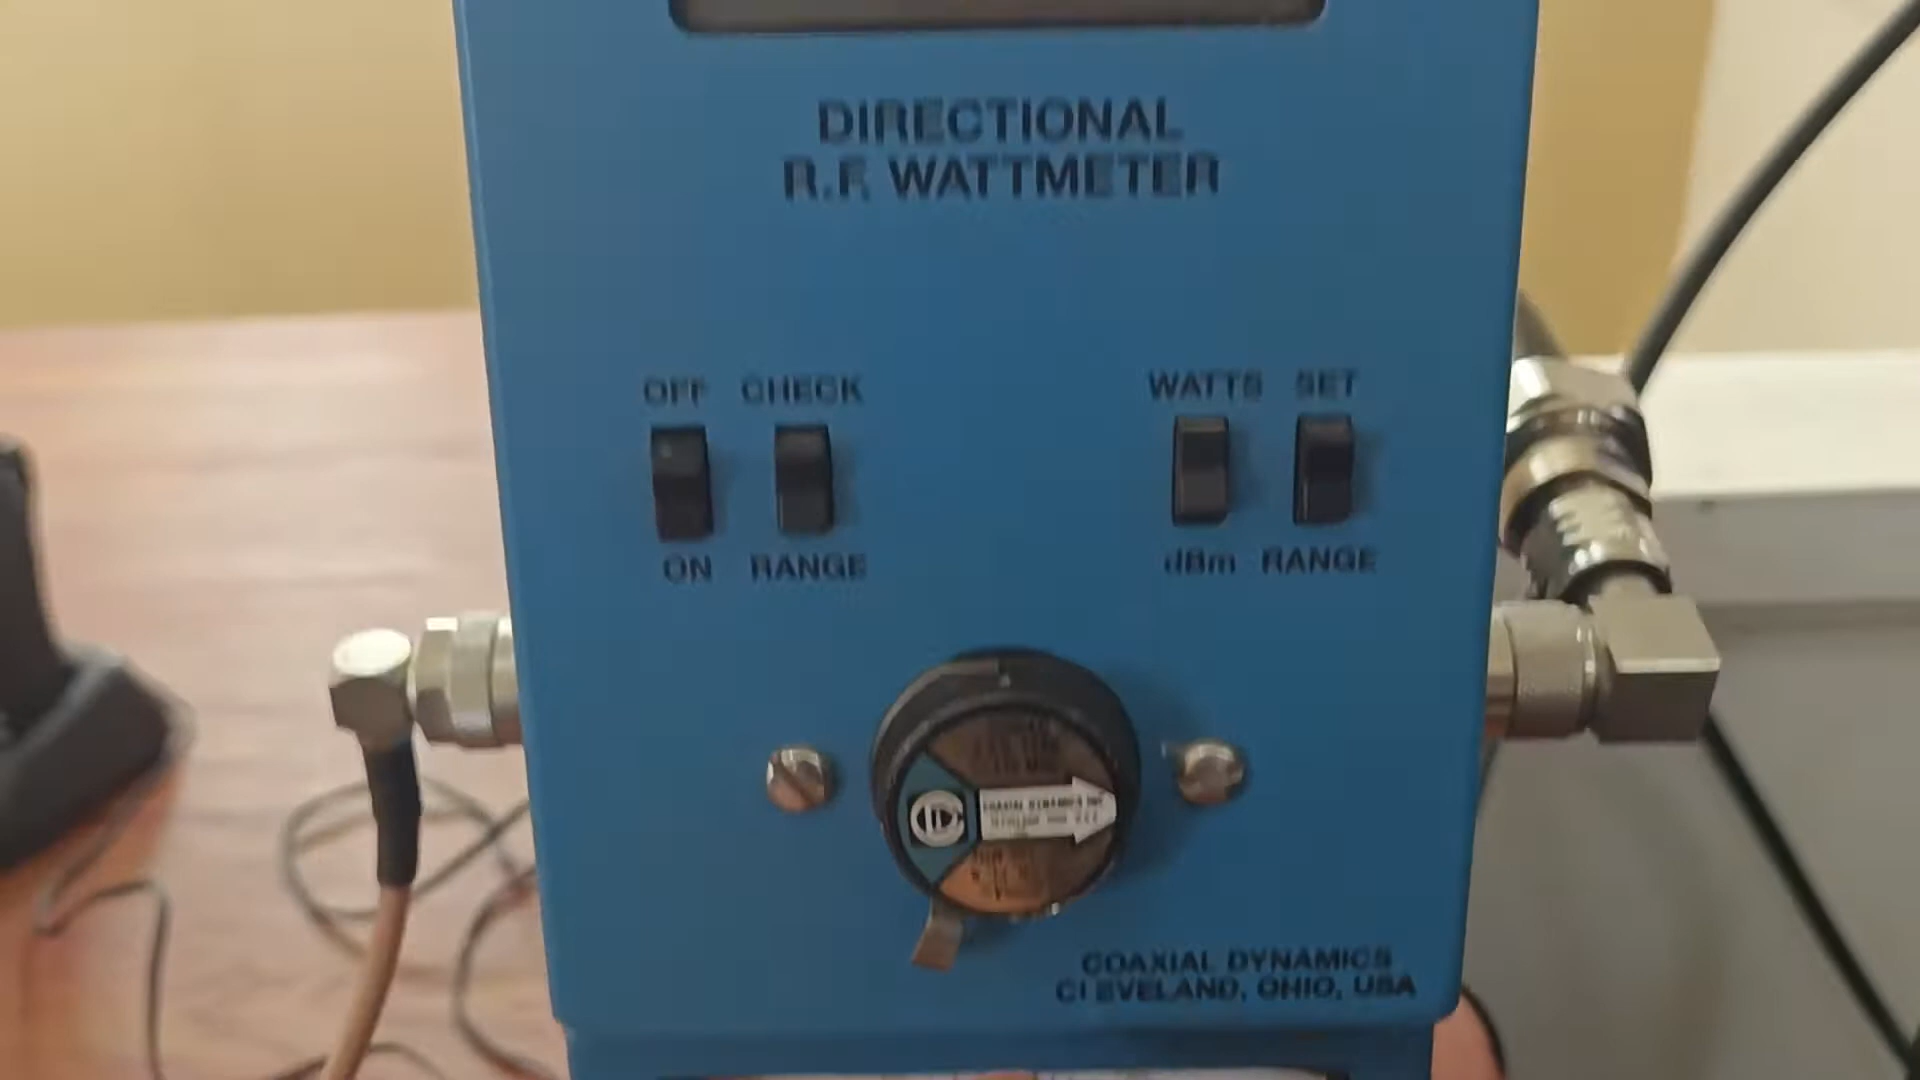 DIRECTIONAL
R.F. WATTMETER
OFF CHECK
WATTS SET
ON RANGE
dBm RANGE
COAXIAL DYNAMICS
CLEVELAND, OHIO, USA